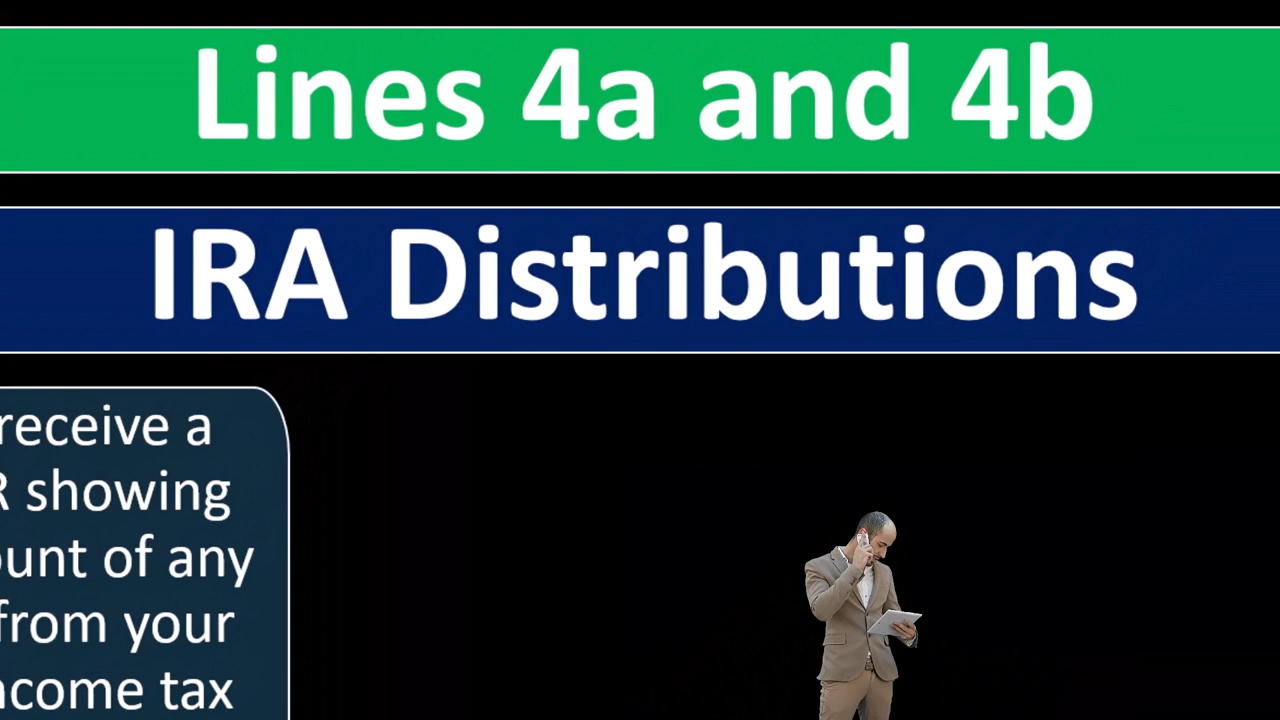 Lines 4a and 4b
IRA Distributions
receive a
R showing
ount of any
from your
ncome tax